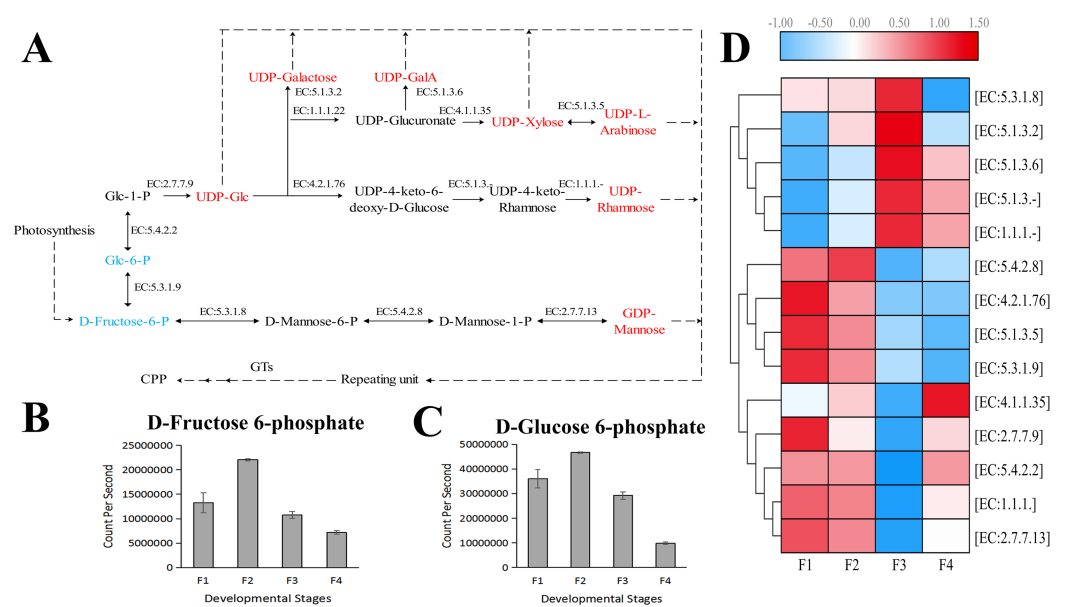 A
UDP-Galactose
UDP-GalA
EC:5.1.3.2
EC:5.1.3.6
EC:1.1.1.22
EC:4.1.1.35
EC:5.1.3.5
UDP-Glucuronate
UDP-Xylose
UDP-L-
Arabinose
EC:2.7.7.9
EC:4.2.1.76
EC:5.1.3.-
EC:1.1.1.-
Glc-1-P
UDP-Glc
UDP-4-keto-6-
deoxy-D-Glucose
UDP-4-keto-
Rhamnose
UDP-
Rhamnose
Photosynthesis
EC:5.4.2.2
Glc-6-P
EC:5.3.1.9
D-Fructose-6-P
EC:5.3.1.8
D-Mannose-6-P
EC:5.4.2.8
D-Mannose-1-P
EC:2.7.7.13
GDP-
Mannose
CPP
GTs
Repeating unit
B
D-Fructose 6-phosphate
Count Per Second
25000000
20000000
15000000
10000000
5000000
0
F1 F2 F3 F4
Developmental Stages
C
D-Glucose 6-phosphate
Count Per Second
50000000
40000000
30000000
20000000
10000000
0
F1 F2 F3 F4
Developmental Stages
D
-1.00 -0.50 0.00 0.50 1.00 1.50
[EC:5.3.1.8]
[EC:5.1.3.2]
[EC:5.1.3.6]
[EC:5.1.3.-]
[EC:1.1.1.-]
[EC:5.4.2.8]
[EC:4.2.1.76]
[EC:5.1.3.5]
[EC:5.3.1.9]
[EC:4.1.1.35]
[EC:2.7.7.9]
[EC:5.4.2.2]
[EC:1.1.1.]
[EC:2.7.7.13]
F1 F2 F3 F4